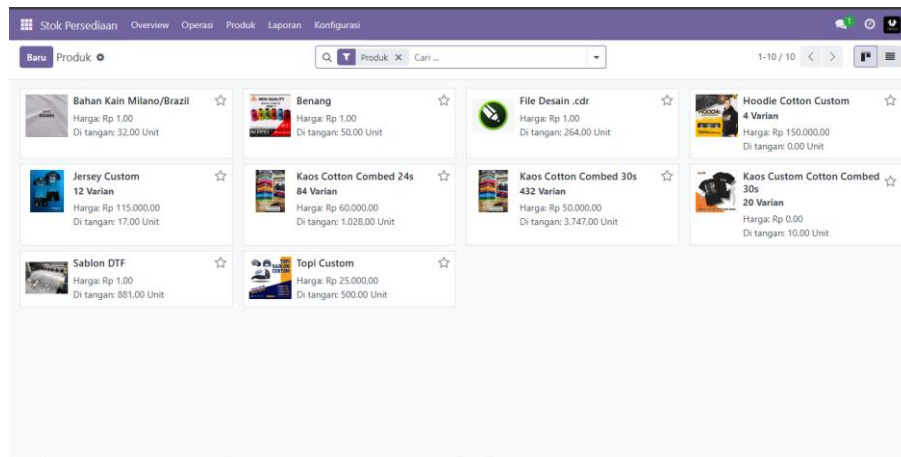 Stok Persediaan Overview Operasi Produk Laporan Konfigurasi
1
Baru Produk
Produk × Cari ...
1-10 / 10
Bahan Kain Milano/Brazil
Harga: Rp 1,00
Di tangan: 32,00 Unit
Benang
Harga: Rp 1,00
Di tangan: 50,00 Unit
File Desain .cdr
Harga: Rp 1,00
Di tangan: 264,00 Unit
Hoodie Cotton Custom
4 Varian
Harga: Rp 150.000,00
Di tangan: 0,00 Unit
Jersey Custom
12 Varian
Harga: Rp 115.000,00
Di tangan: 17,00 Unit
Kaos Cotton Combed 24s
84 Varian
Harga: Rp 60.000,00
Di tangan: 1.028,00 Unit
Kaos Cotton Combed 30s
432 Varian
Harga: Rp 50.000,00
Di tangan: 3.747,00 Unit
Kaos Custom Cotton Combed
30s
20 Varian
Harga: Rp 0,00
Di tangan: 10,00 Unit
Sablon DTF
Harga: Rp 1,00
Di tangan: 881,00 Unit
Topi Custom
Harga: Rp 25.000,00
Di tangan: 500,00 Unit